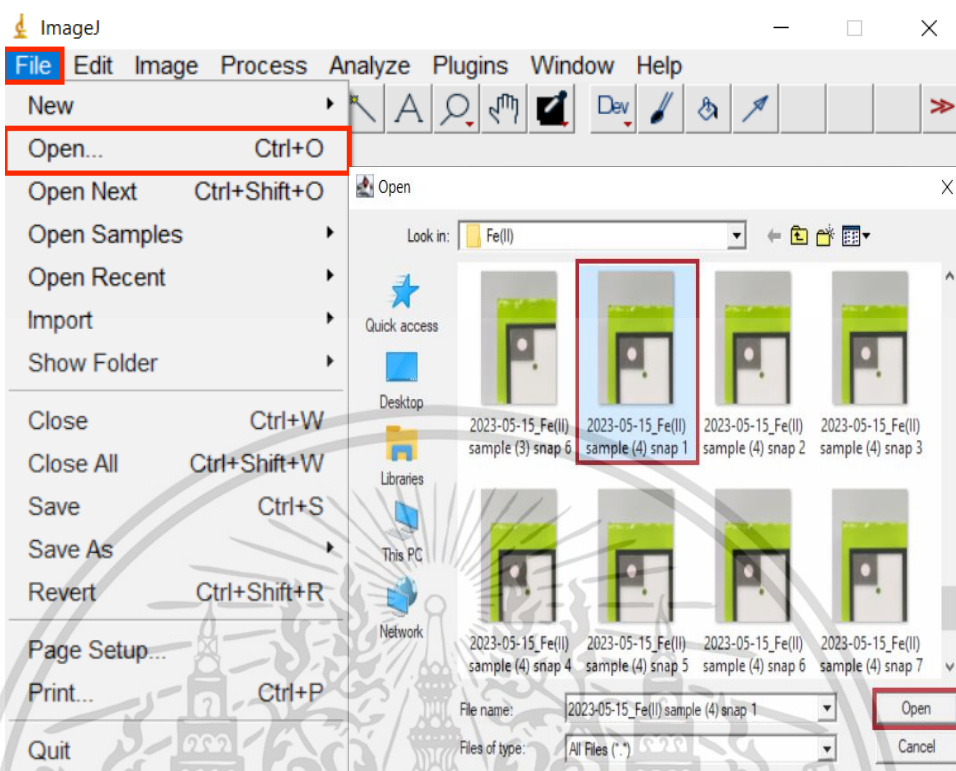 ImageJ
File Edit Image Process Analyze Plugins Window Help
New
Open... Ctrl+O
Open Next Ctrl+Shift+O
Open Samples
Open Recent
Import
Show Folder
Close Ctrl+W
Close All Ctrl+Shift+W
Save Ctrl+S
Save As
Revert Ctrl+Shift+R
Page Setup...
Print... Ctrl+P
Quit
A Dev
Open X
Look in: Fe(II)
Quick access
Desktop
Libraries
This PC
Network
2023-05-15_Fe(II) 2023-05-15_Fe(II) 2023-05-15_Fe(II) 2023-05-15_Fe(II)
sample (3) snap 6 sample (4) snap 1 sample (4) snap 2 sample (4) snap 3
2023-05-15_Fe(II) 2023-05-15_Fe(II) 2023-05-15_Fe(II) 2023-05-15_Fe(II)
sample (4) snap 4 sample (4) snap 5 sample (4) snap 6 sample (4) snap 7
File name: 2023-05-15_Fe(II) sample (4) snap 1 Open
Files of type: All Files (*.*) Cancel